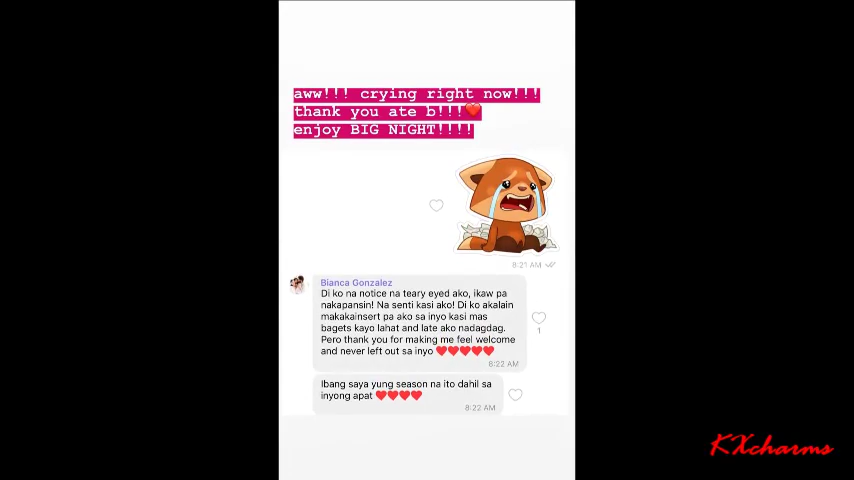 aww!!! crying right now!!!
thank you ate b!!!❤️
enjoy BIG NIGHT!!!!
8:21 AM
Bianca Gonzalez
Di ko na notice na teary eyed ako, ikaw pa
nakapansin! Na senti kasi ako! Di ko akalain
makakainsert pa ako sa inyo kasi mas
bagets kayo lahat and late ako nadagdag.
Pero thank you for making me feel welcome
and never left out sa inyo ❤️❤️❤️❤️❤️
1
8:22 AM
Ibang saya yung season na ito dahil sa
inyong apat ❤️❤️❤️❤️
8:22 AM
KXcharms